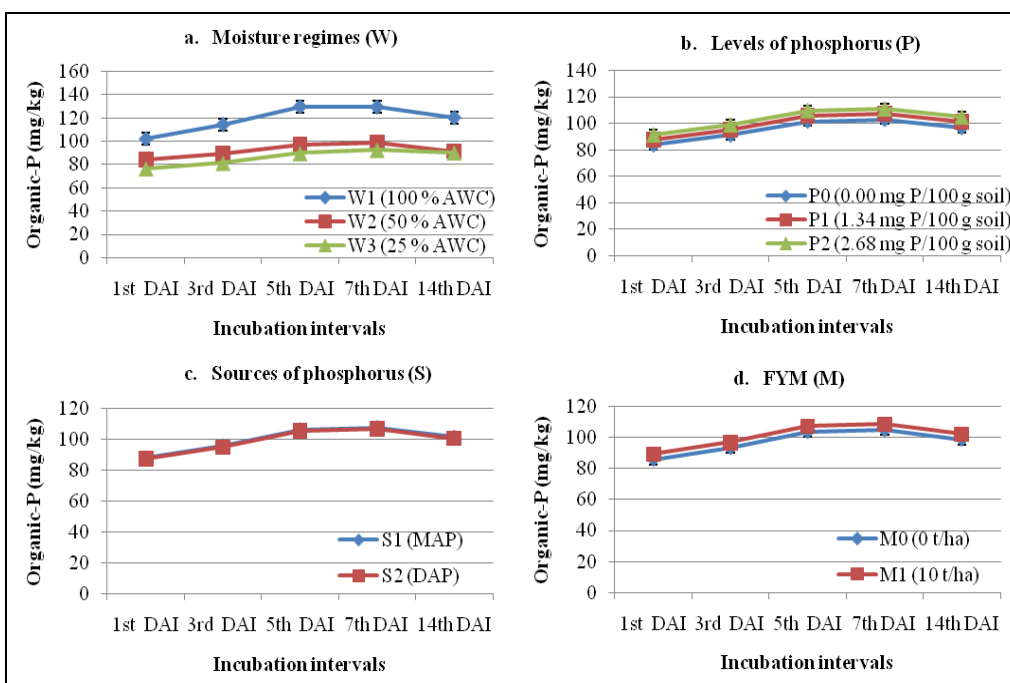 a. Moisture regimes (W)
Organic-P (mg/kg)
160
140
120
100
80
60
40
20
0
W1 (100 % AWC)
W2 (50 % AWC)
W3 (25 % AWC)
1st DAI 3rd DAI 5th DAI 7th DAI 14th DAI
Incubation intervals
b. Levels of phosphorus (P)
Organic-P (mg/kg)
140
120
100
80
60
40
20
0
P0 (0.00 mg P/100 g soil)
P1 (1.34 mg P/100 g soil)
P2 (2.68 mg P/100 g soil)
1st DAI 3rd DAI 5th DAI 7th DAI 14th DAI
Incubation intervals
c. Sources of phosphorus (S)
Organic-P (mg/kg)
120
100
80
60
40
20
0
S1 (MAP)
S2 (DAP)
1st DAI 3rd DAI 5th DAI 7th DAI 14th DAI
Incubation intervals
d. FYM (M)
Organic-P (mg/kg)
120
100
80
60
40
20
0
M0 (0 t/ha)
M1 (10 t/ha)
1st DAI 3rd DAI 5th DAI 7th DAI 14th DAI
Incubation intervals